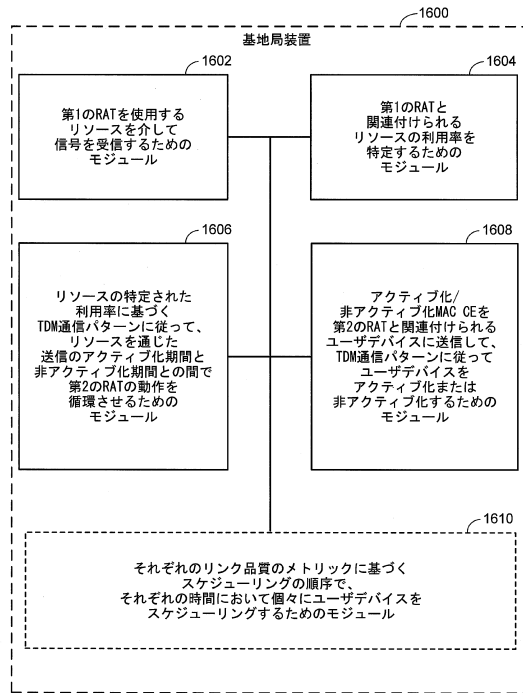 1600
基地局装置
1602
第1のRATを使用する
リソースを介して
信号を受信するための
モジュール
1604
第1のRATと
関連付けられる
リソースの利用率を
特定するための
モジュール
1606
リソースの特定された
利用率に基づく
TDM通信パターンに従って、
リソースを通じた
送信のアクティブ化期間と
非アクティブ化期間との間で
第2のRATの動作を
循環させるための
モジュール
1608
アクティブ化/
非アクティブ化MAC CEを
第2のRATと関連付けられる
ユーザデバイスに送信して、
TDM通信パターンに従って
ユーザデバイスを
アクティブ化または
非アクティブ化するための
モジュール
1610
それぞれのリンク品質のメトリックに基づく
スケジューリングの順序で、
それぞれの時間において個々にユーザデバイスを
スケジューリングするためのモジュール